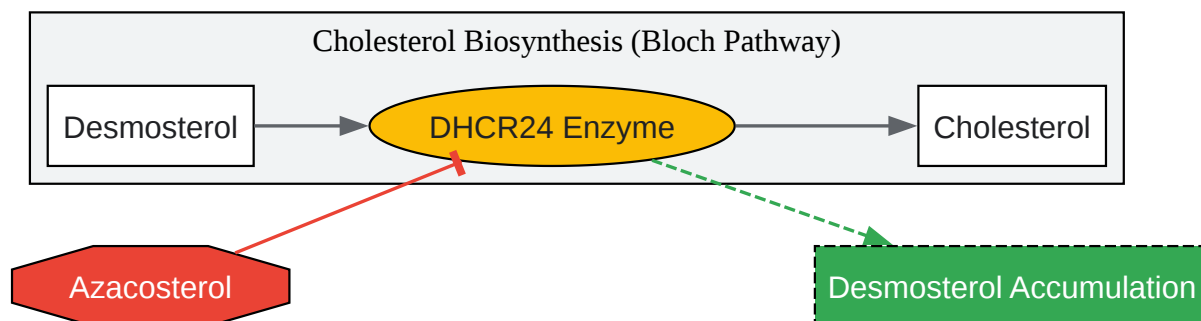 Cholesterol Biosynthesis (Bloch Pathway)
Desmosterol
DHCR24 Enzyme
Cholesterol
Azacosterol
Desmosterol Accumulation